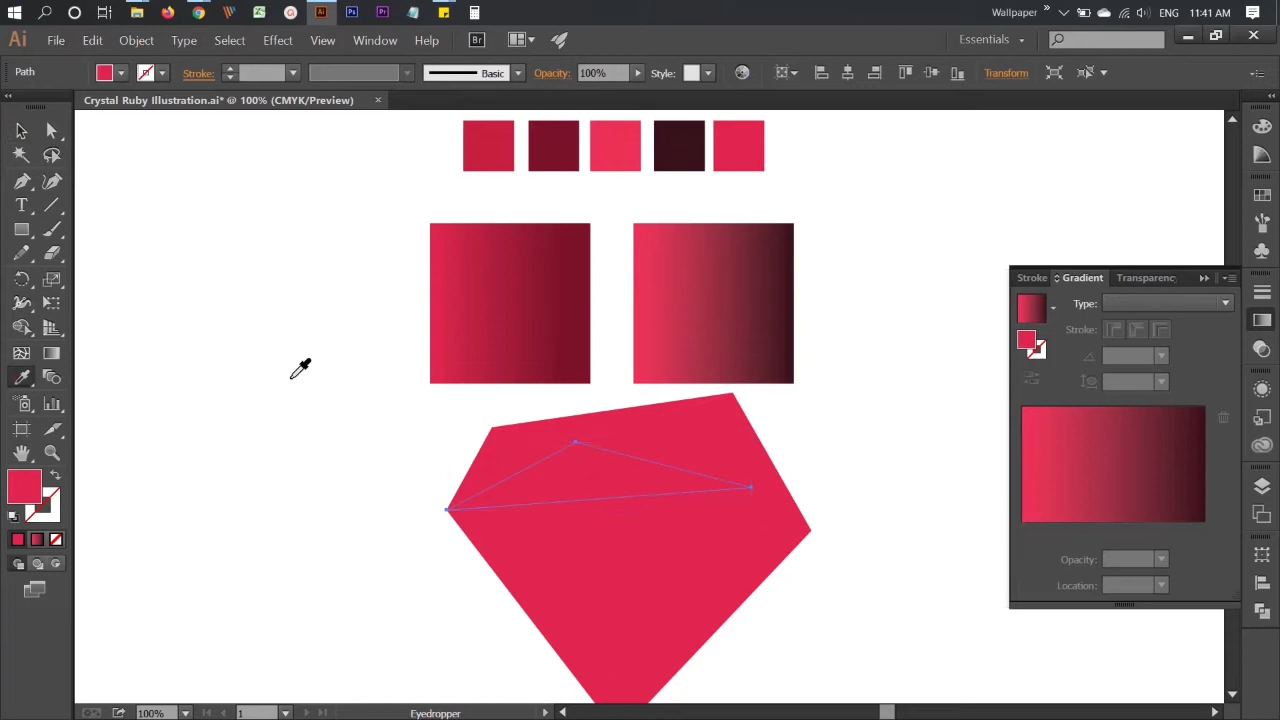 Wallpaper » ENG 11:41 AM
Ai File Edit Object Type Select Effect View Window Help Br Essentials
Path Stroke: Basic Opacity: 100% Style: Transform
Crystal Ruby Illustration.ai* @ 100% (CMYK/Preview) ×
Stroke Gradient Transparenc
Type:
Stroke:
Opacity:
Location:
100% 1 Eyedropper